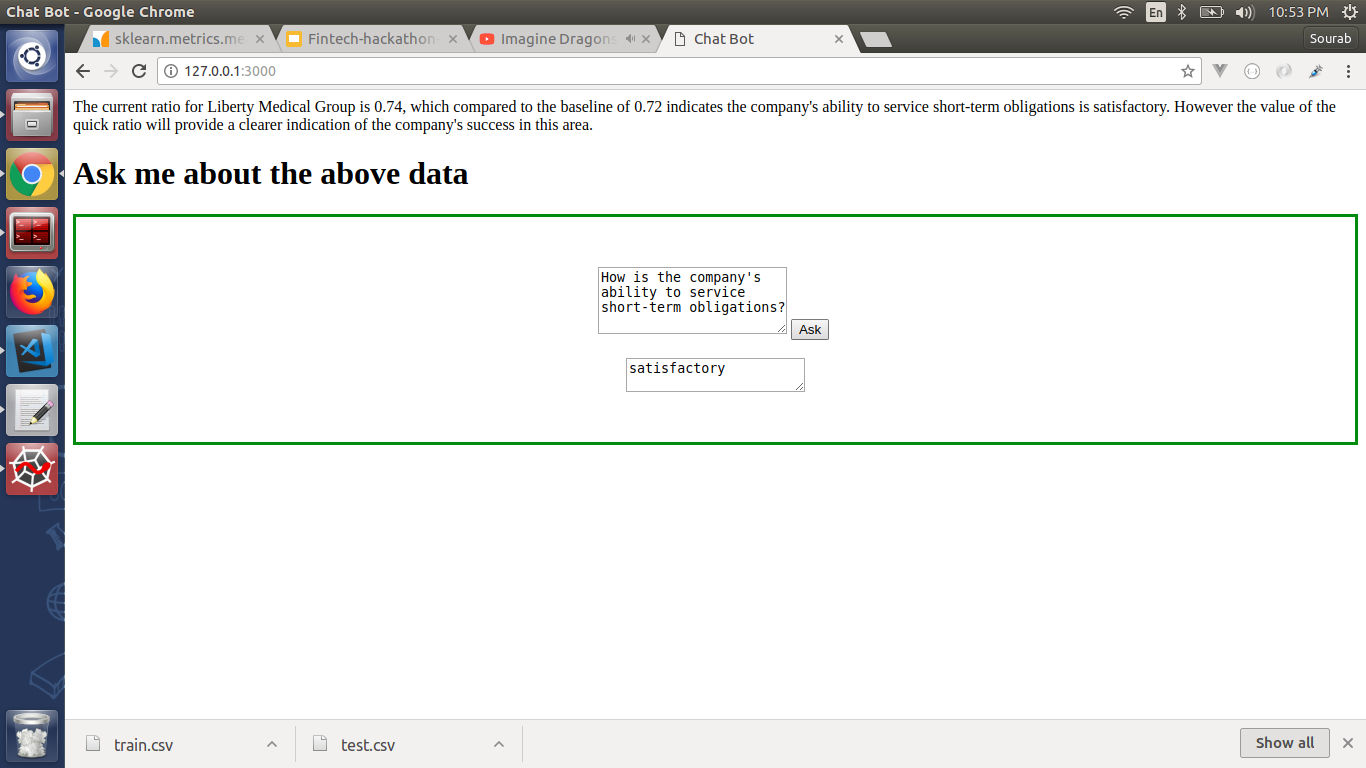 Chat Bot - Google Chrome
En
10:53 PM
sklearn.metrics.me
Fintech-hackathon-
Imagine Dragons
Chat Bot
Sourab
127.0.0.1:3000
The current ratio for Liberty Medical Group is 0.74, which compared to the baseline of 0.72 indicates the company's ability to service short-term obligations is satisfactory. However the value of the
quick ratio will provide a clearer indication of the company's success in this area.
Ask me about the above data
How is the company's
ability to service
short-term obligations?
Ask
satisfactory
train.csv
test.csv
Show all